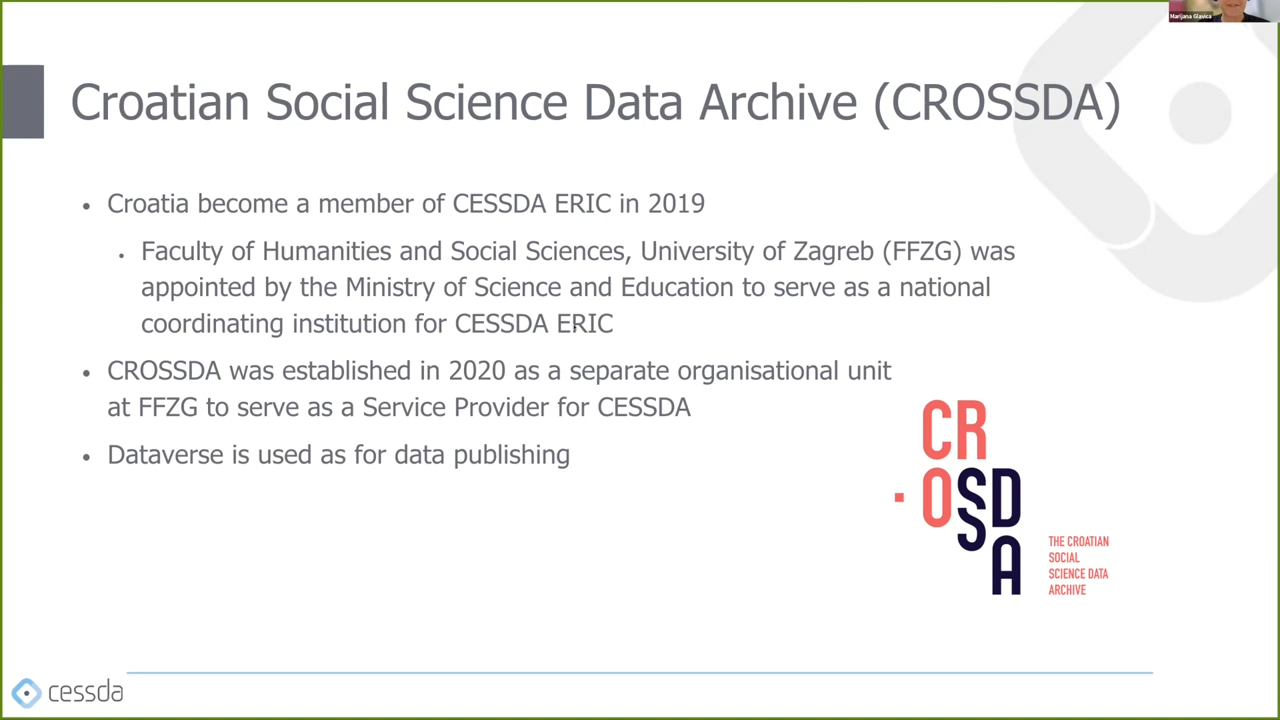 Marijana Glavica
Croatian Social Science Data Archive (CROSSDA)
• Croatia become a member of CESSDA ERIC in 2019
• Faculty of Humanities and Social Sciences, University of Zagreb (FFZG) was
appointed by the Ministry of Science and Education to serve as a national
coordinating institution for CESSDA ERIC
• CROSSDA was established in 2020 as a separate organisational unit
at FFZG to serve as a Service Provider for CESSDA
• Dataverse is used as for data publishing
CR
OSD
S
A
THE CROATIAN
SOCIAL
SCIENCE DATA
ARCHIVE
cessda